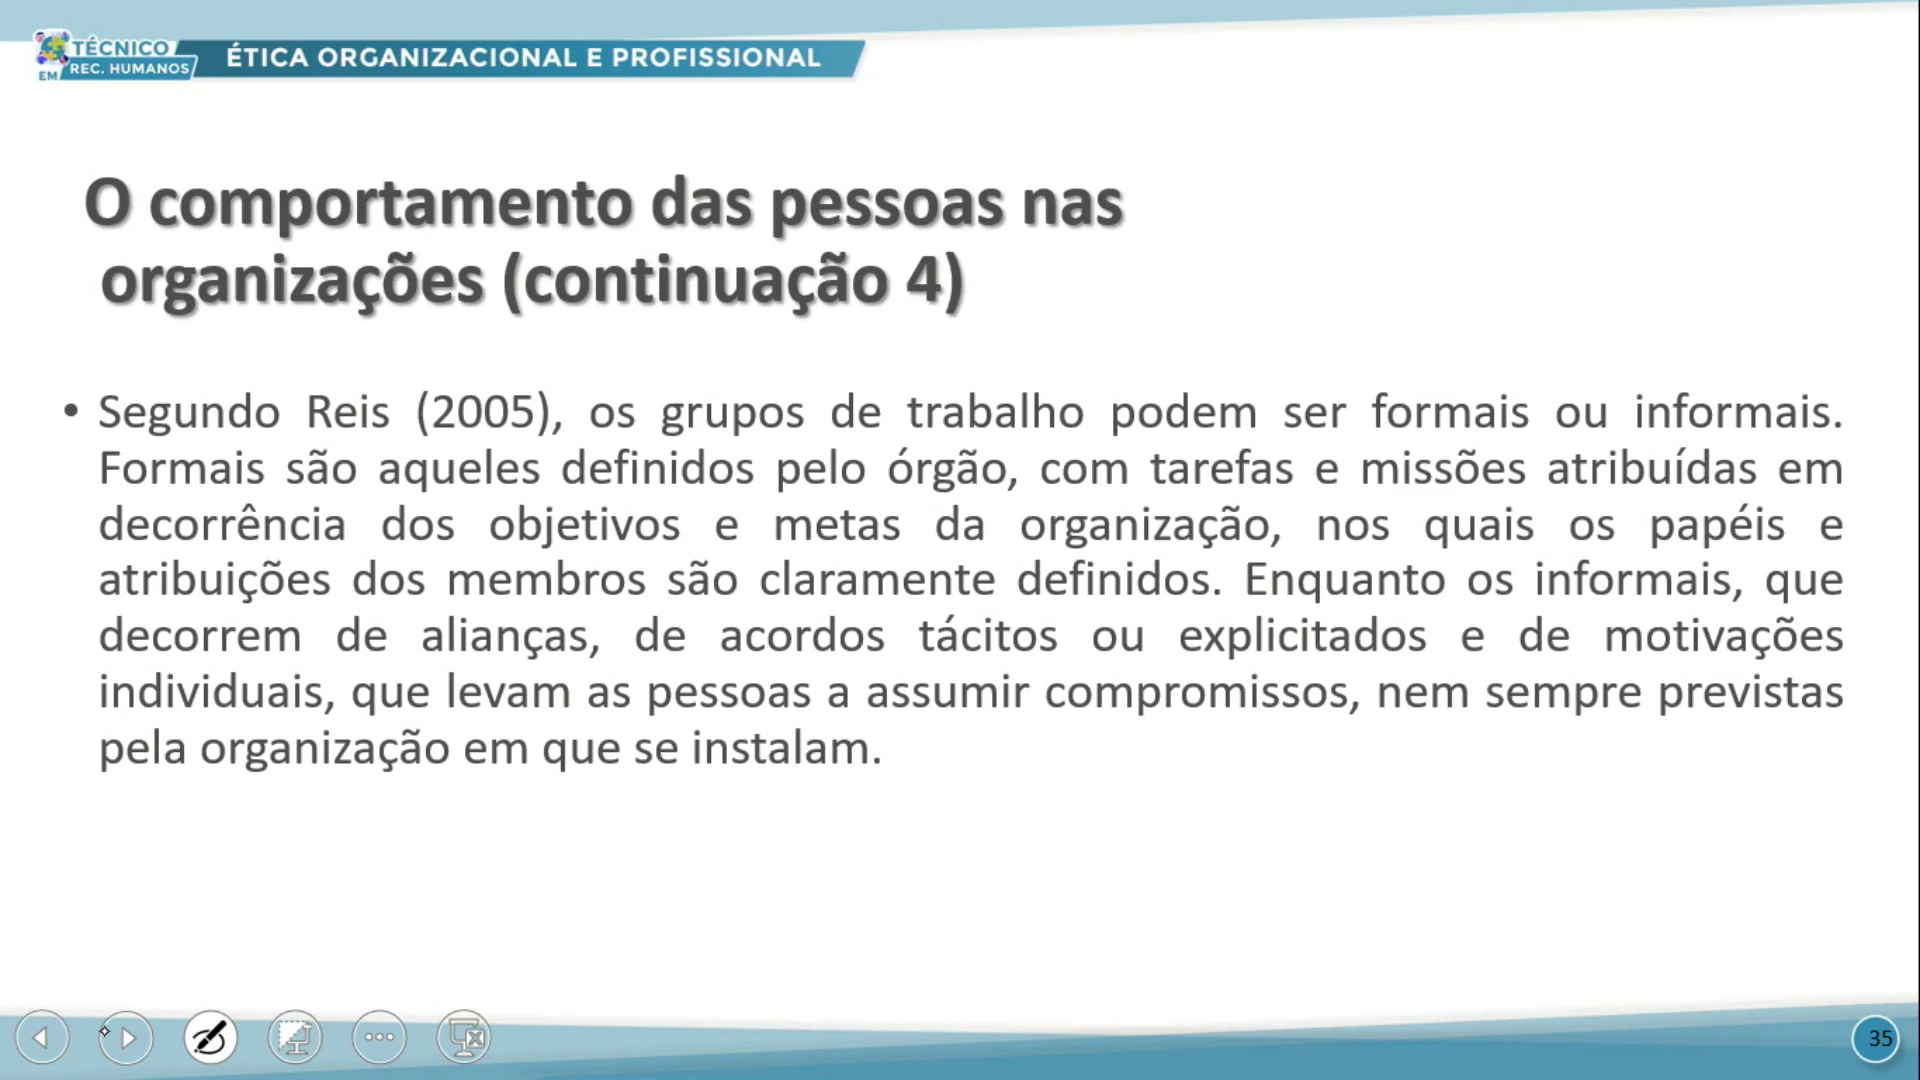 TÉCNICO
EM REC. HUMANOS
ÉTICA ORGANIZACIONAL E PROFISSIONAL
O comportamento das pessoas nas
organizações (continuação 4)
• Segundo Reis (2005), os grupos de trabalho podem ser formais ou informais.
Formais são aqueles definidos pelo órgão, com tarefas e missões atribuídas em
decorrência dos objetivos e metas da organização, nos quais os papéis e
atribuições dos membros são claramente definidos. Enquanto os informais, que
decorrem de alianças, de acordos tácitos ou explicitados e de motivações
individuais, que levam as pessoas a assumir compromissos, nem sempre previstas
pela organização em que se instalam.
35